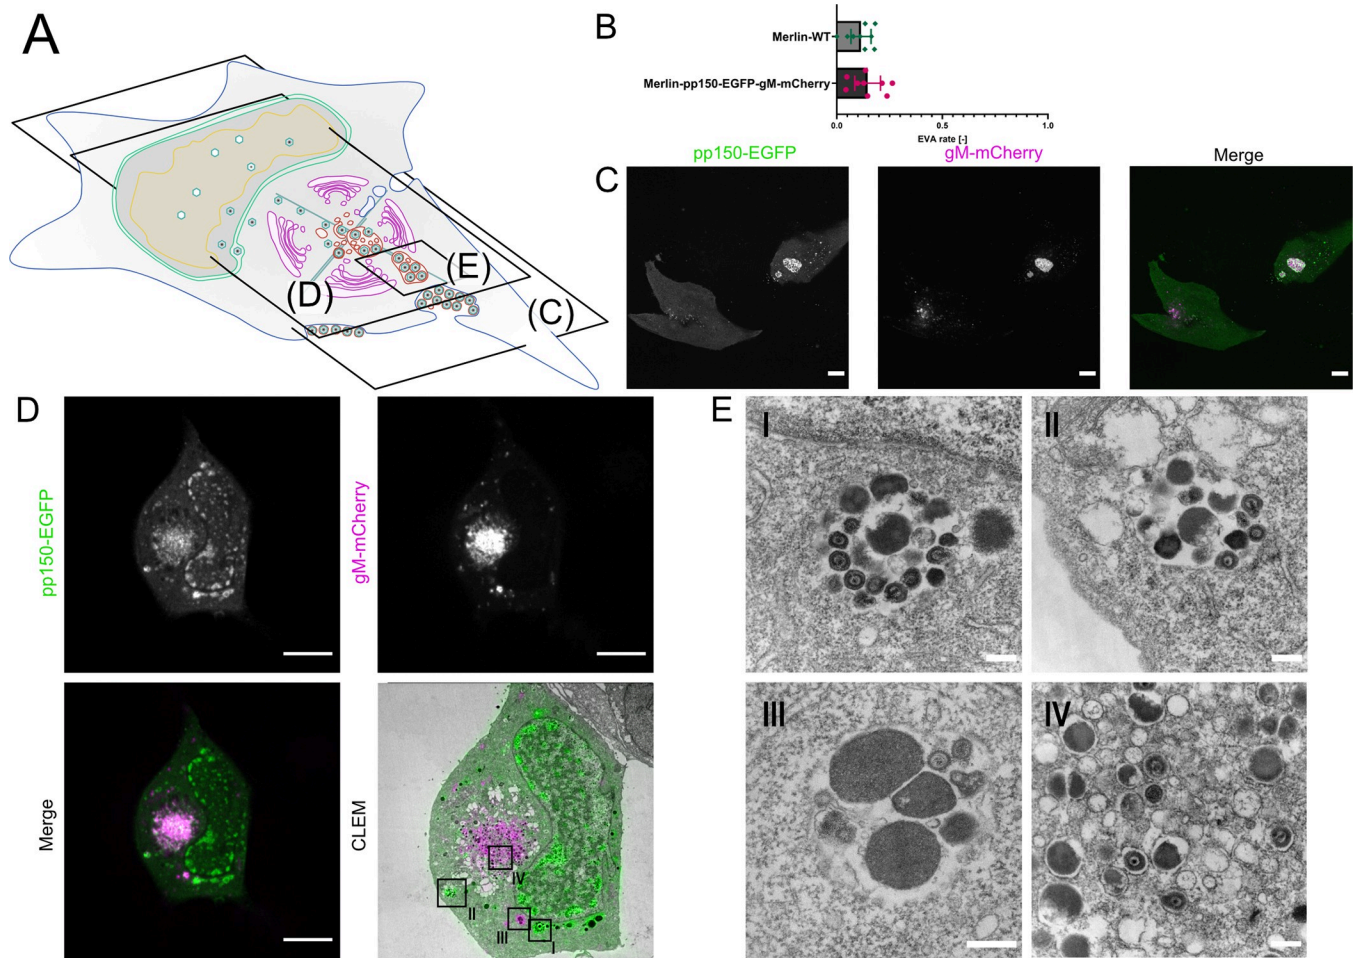 A
(E)
(D)
(C)
B
Merlin-WT
Merlin-pp150-EGFP-gM-mCherry
0.0
0.5
1.0
EVA rate [-]
C
pp150-EGFP
gM-mCherry
Merge
D
pp150-EGFP
gM-mCherry
Merge
CLEM
IV
II
III
I
E
I
II
III
IV